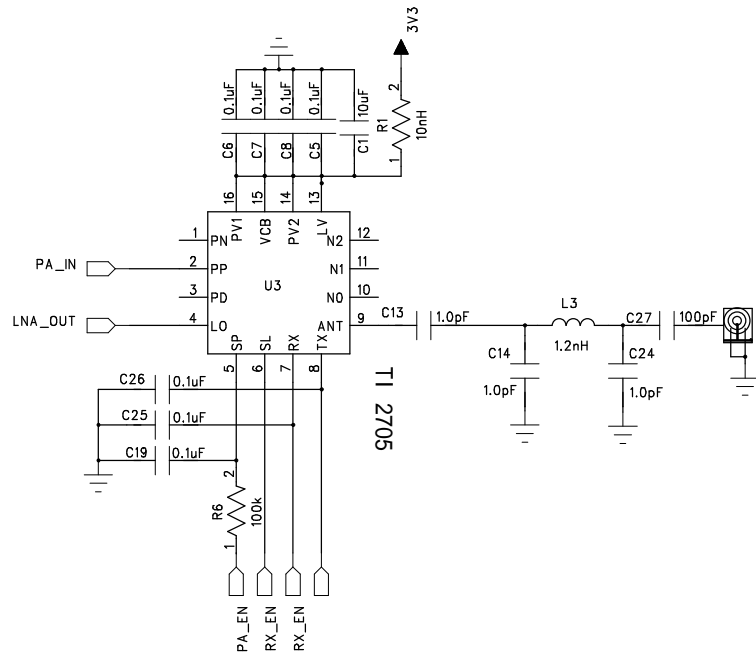 3V3
0.1uF
0.1uF
0.1uF
0.1uF
10uF
2
R1
10nH
1
C6
C7
C8
C5
C1
16
15
14
13
PV1
VCB
PV2
LV
1
PN
N2
12
PA_IN
2
PP
N1
11
U3
3
PD
N0
10
LNA_OUT
4
LO
ANT
9
C13
1.0pF
L3
1.2nH
C27
100pF
SP
SL
RX
TX
5
6
7
8
C14
1.0pF
C24
1.0pF
TI 2705
C26
0.1uF
C25
0.1uF
C19
0.1uF
2
R6
100k
1
PA_EN
RX_EN
RX_EN